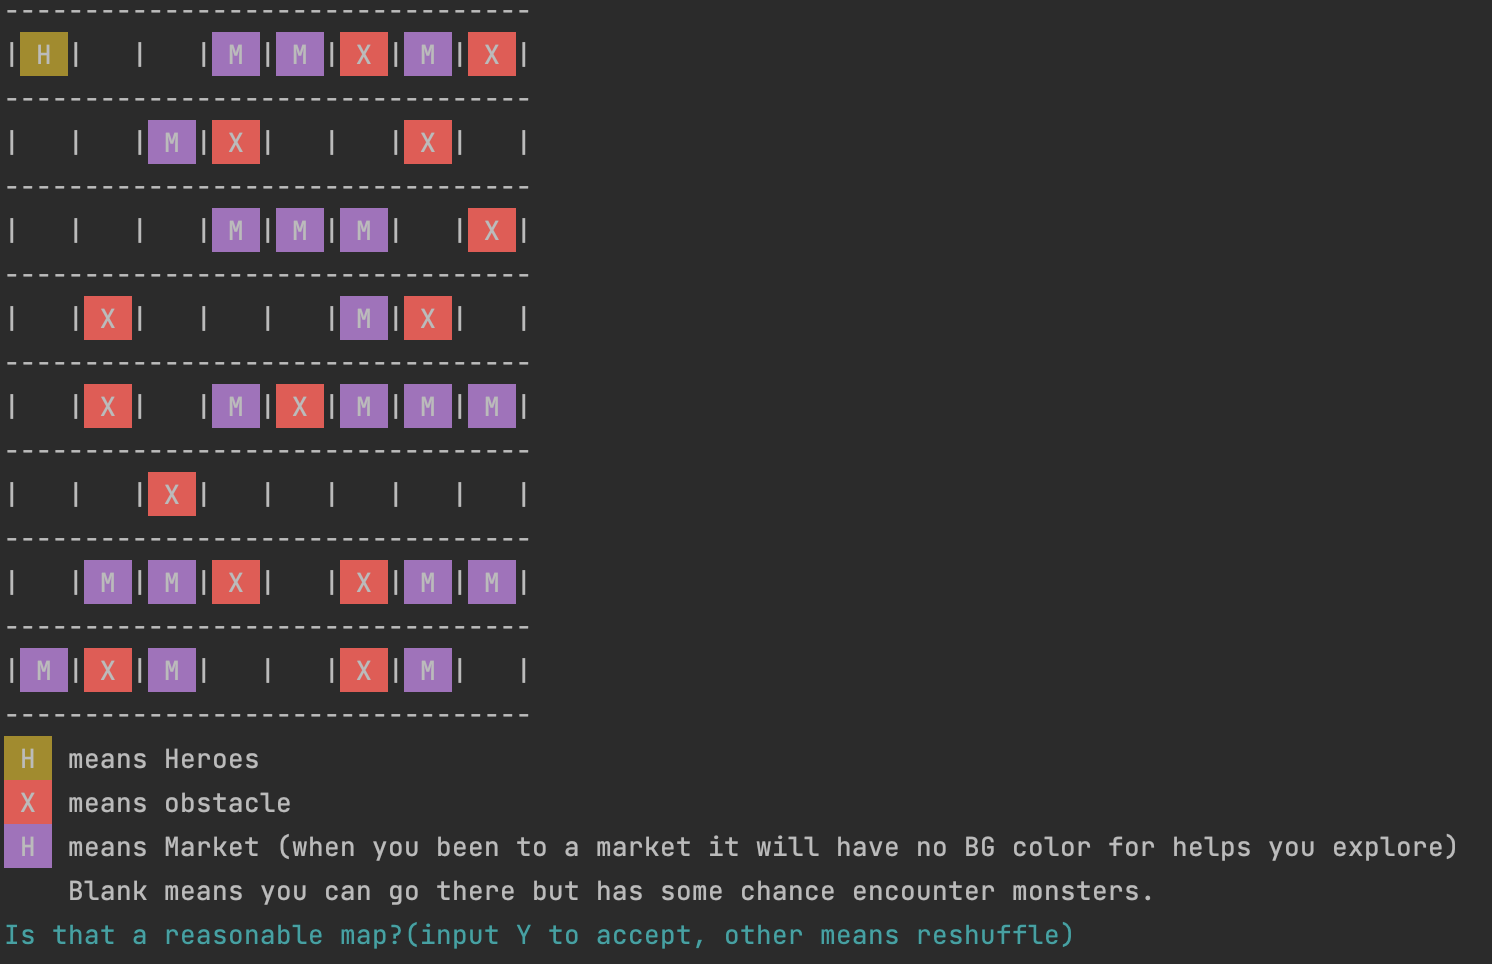 ---------------------------------
| H |   |   | M | M | X | M | X |
---------------------------------
|   |   | M | X |   |   | X |   |
---------------------------------
|   |   |   | M | M | M |   | X |
---------------------------------
|   | X |   |   |   | M | X |   |
---------------------------------
|   | X |   | M | X | M | M | M |
---------------------------------
|   |   | X |   |   |   |   |   |
---------------------------------
|   | M | M | X |   | X | M | M |
---------------------------------
| M | X | M |   |   | X | M |   |
---------------------------------
H means Heroes
X means obstacle
H means Market (when you been to a market it will have no BG color for helps you explore)
Blank means you can go there but has some chance encounter monsters.
Is that a reasonable map?(input Y to accept, other means reshuffle)